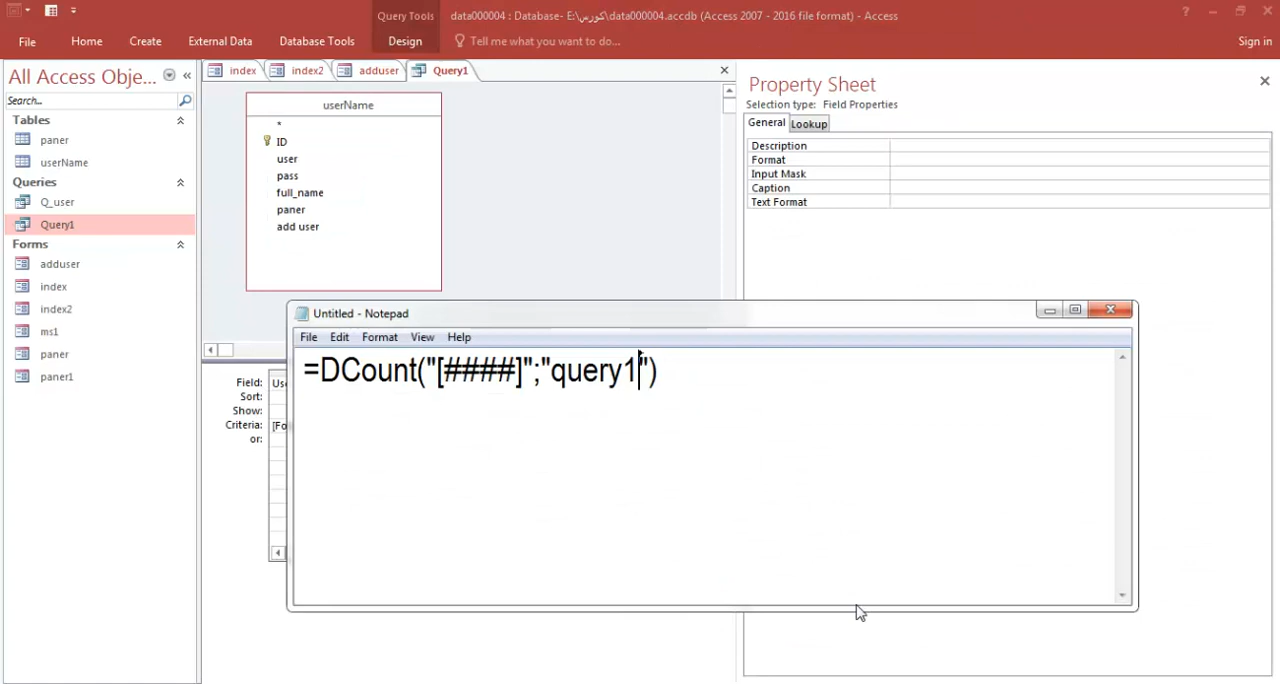 Query Tools
data000004 : Database- E:\كورس\data000004.accdb (Access 2007 - 2016 file format) - Access
File Home Create External Data Database Tools Design Tell me what you want to do... Sign in
All Access Obje...
Search...
Tables
paner
userName
Queries
Q_user
Query1
Forms
adduser
index
index2
ms1
paner
paner1
index index2 adduser Query1
userName
*
ID
user
pass
full_name
paner
add user
Field: Use
Sort:
Show:
Criteria: [Fo
or:
Property Sheet
Selection type: Field Properties
General Lookup
Description
Format
Input Mask
Caption
Text Format
Untitled - Notepad
File Edit Format View Help
=DCount("[####]";"query1")